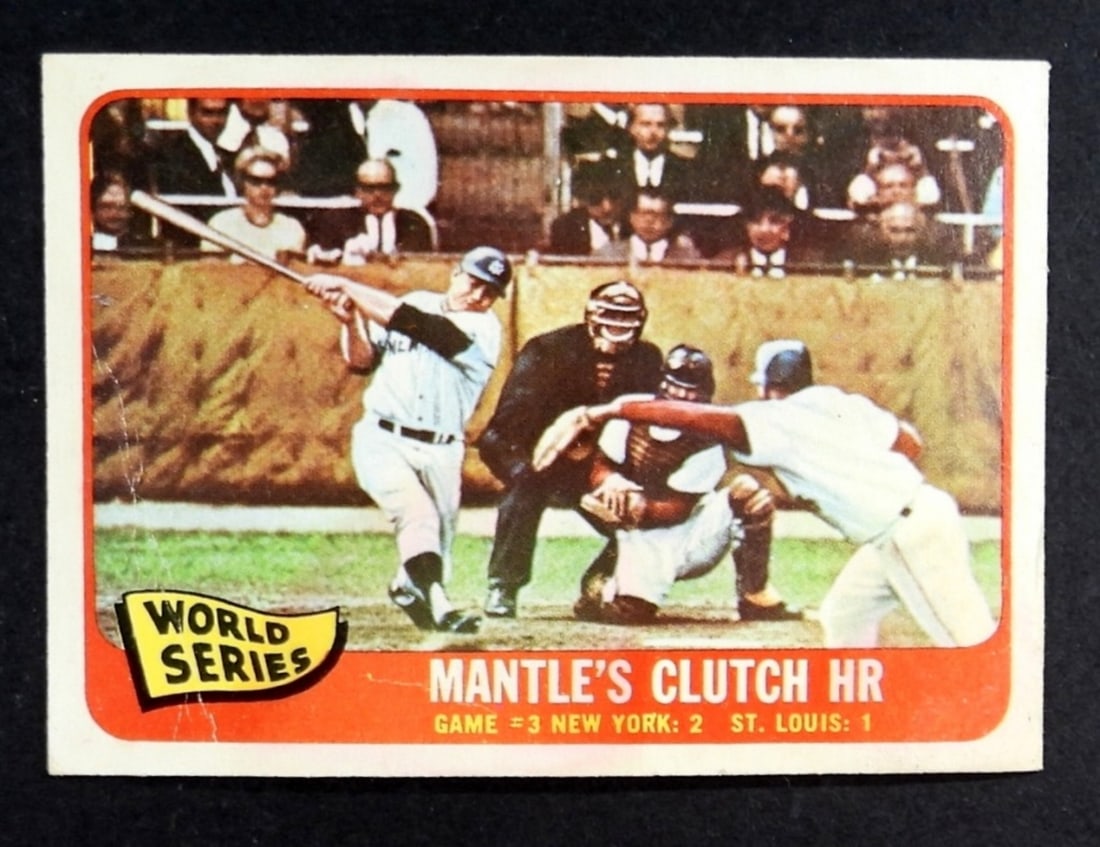 WORLD
SERIES
MANTLE'S CLUTCH HR
GAME #3 NEW YORK: 2 ST. LOUIS: 1